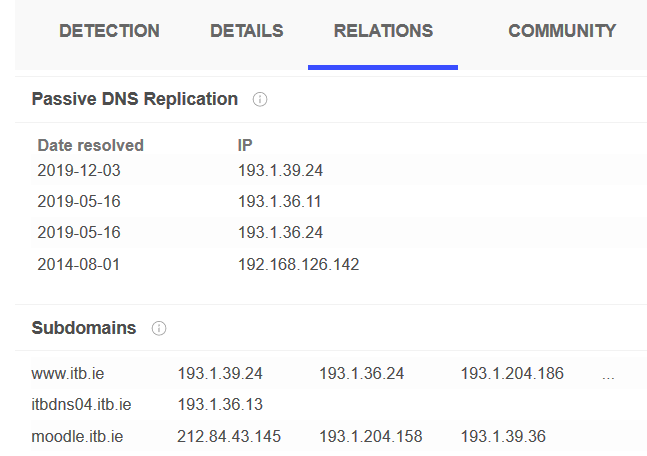 DETECTION DETAILS RELATIONS COMMUNITY
Passive DNS Replication
Date resolved IP
2019-12-03 193.1.39.24
2019-05-16 193.1.36.11
2019-05-16 193.1.36.24
2014-08-01 192.168.126.142
Subdomains
www.itb.ie 193.1.39.24 193.1.36.24 193.1.204.186 ...
itbdns04.itb.ie 193.1.36.13
moodle.itb.ie 212.84.43.145 193.1.204.158 193.1.39.36